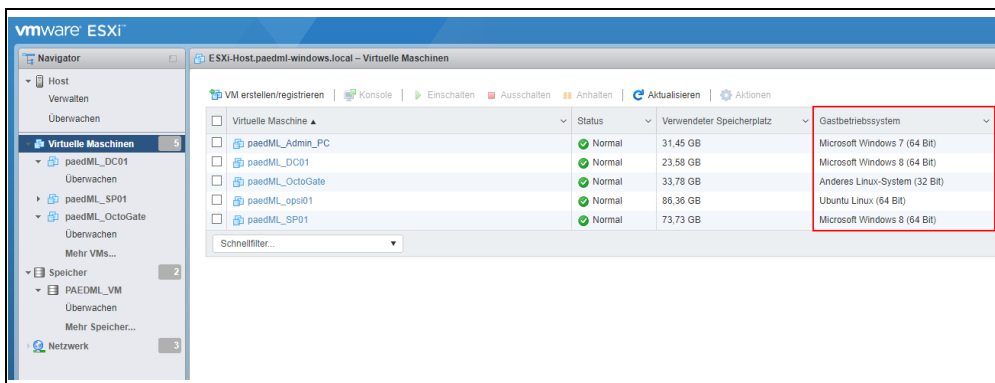 vmware ESXi™
Navigator
ESXi-Host.paedml-windows.local – Virtuelle Maschinen
Host
Verwalten
Überwachen
Virtuelle Maschinen 5
paedML_DC01
Überwachen
paedML_SP01
paedML_OctoGate
Überwachen
Mehr VMs...
Speicher 2
PAEDML_VM
Überwachen
Mehr Speicher...
Netzwerk 3
VM erstellen/registrieren | Konsole | Einschalten Ausschalten Anhalten | Aktualisieren | Aktionen
Virtuelle Maschine ▲ Status Verwendeter Speicherplatz Gastbetriebssystem
paedML_Admin_PC Normal 31,45 GB Microsoft Windows 7 (64 Bit)
paedML_DC01 Normal 23,58 GB Microsoft Windows 8 (64 Bit)
paedML_OctoGate Normal 33,78 GB Anderes Linux-System (32 Bit)
paedML_opsi01 Normal 86,36 GB Ubuntu Linux (64 Bit)
paedML_SP01 Normal 73,73 GB Microsoft Windows 8 (64 Bit)
Schnellfilter...